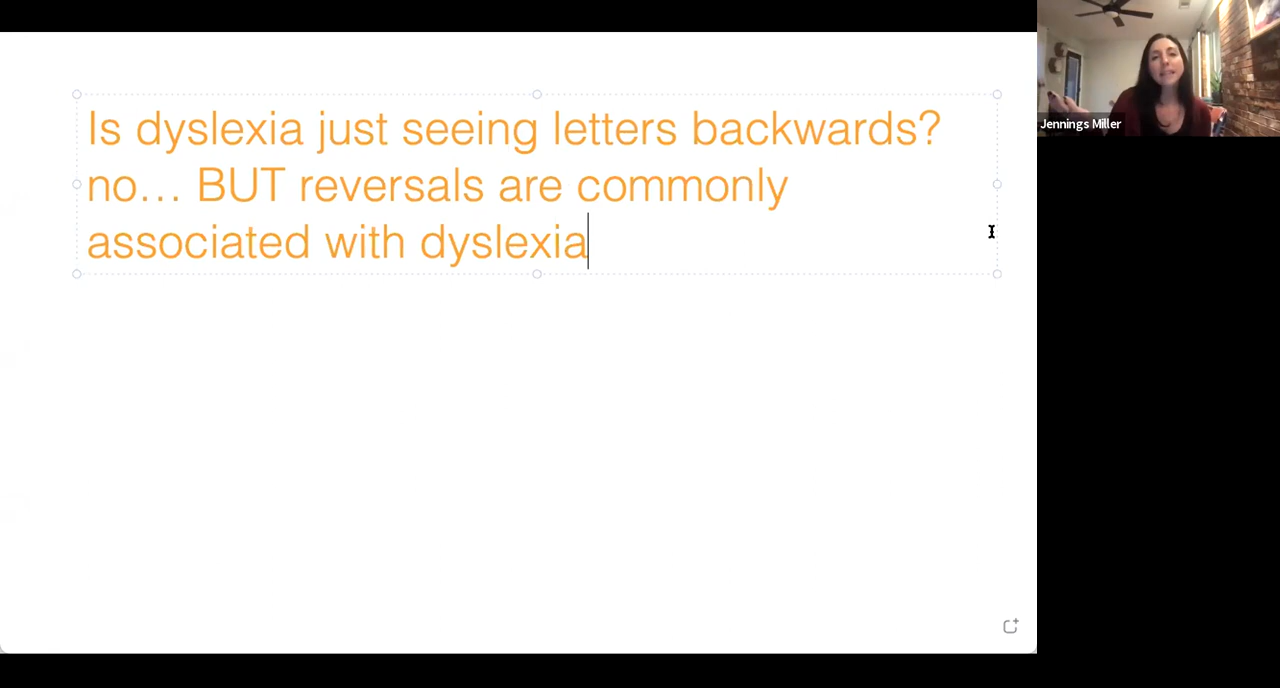 Is dyslexia just seeing letters backwards?
no… BUT reversals are commonly
associated with dyslexia
Jennings Miller